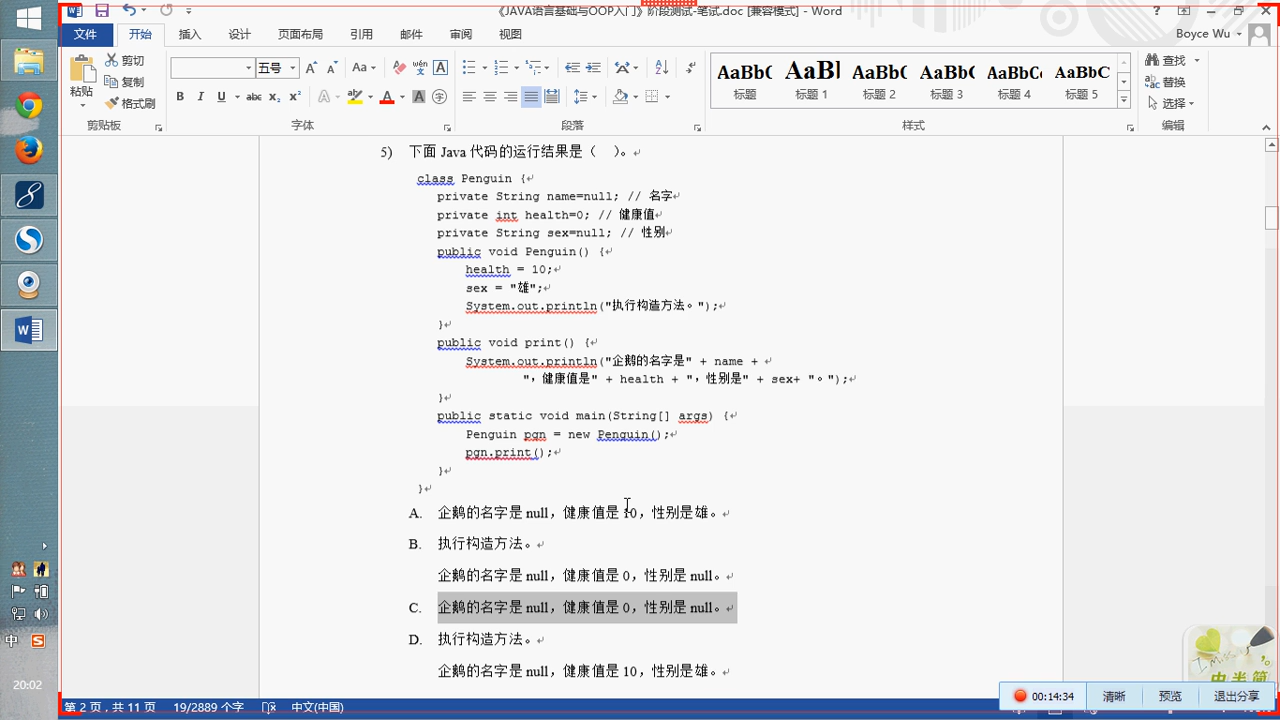 《JAVA语言基础与OOP入门》阶段测试-笔试.doc [兼容模式] - Word
文件 开始 插入 设计 页面布局 引用 邮件 审阅 视图
Boyce Wu
粘贴
剪切
复制
格式刷
五号
AaBbC 标题
AaBl 标题 1
AaBbC 标题 2
AaBbC 标题 3
AaBbCc 标题 4
AaBbC 标题 5
查找
替换
选择
剪贴板 字体 段落 样式 编辑
5) 下面 Java 代码的运行结果是（ ）。
class Penguin {
private String name=null; // 名字
private int health=0; // 健康值
private String sex=null; // 性别
public void Penguin() {
health = 10;
sex = "雄";
System.out.println("执行构造方法。");
}
public void print() {
System.out.println("企鹅的名字是" + name +
"，健康值是" + health + "，性别是" + sex+ "。");
}
public static void main(String[] args) {
Penguin pgn = new Penguin();
pgn.print();
}
}
A. 企鹅的名字是 null，健康值是 10，性别是雄。
B. 执行构造方法。
企鹅的名字是 null，健康值是 0，性别是 null。
C. 企鹅的名字是 null，健康值是 0，性别是 null。
D. 执行构造方法。
企鹅的名字是 null，健康值是 10，性别是雄。
中
20:02
中半简
00:14:34 清晰 预览 退出分享
第 2 页，共 11 页 19/2889 个字 中文(中国)